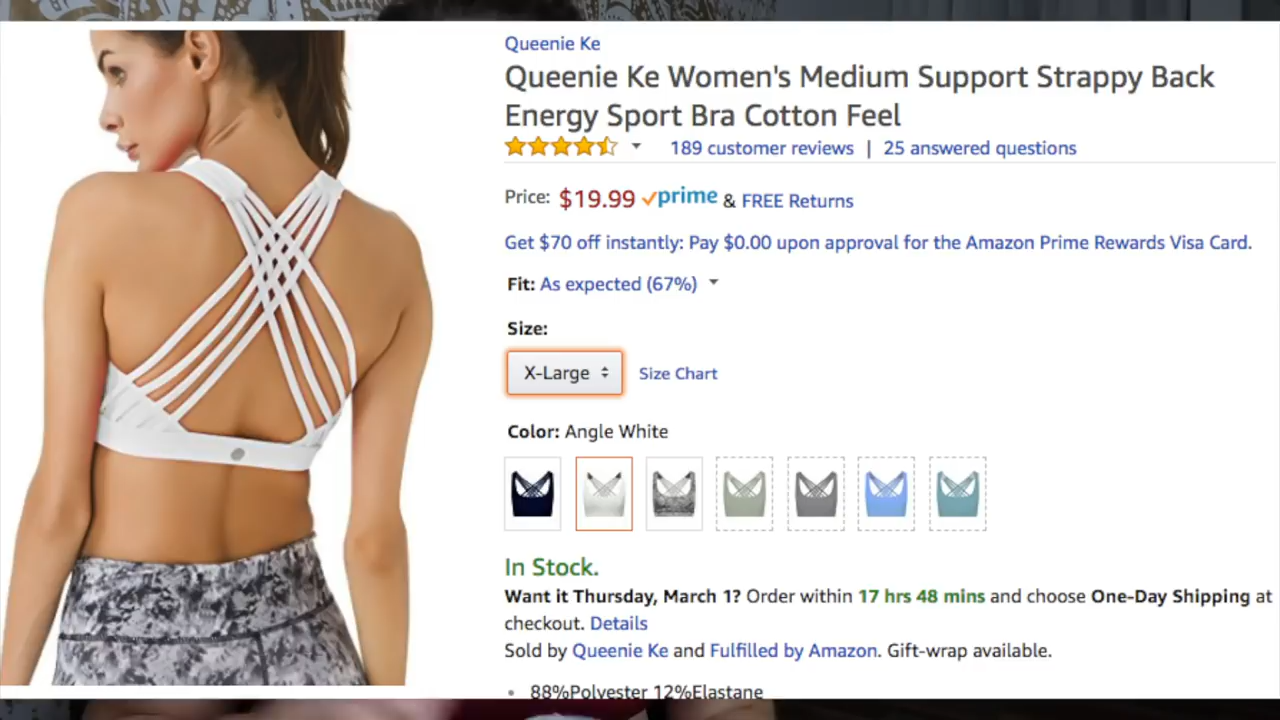 Queenie Ke
Queenie Ke Women's Medium Support Strappy Back
Energy Sport Bra Cotton Feel
189 customer reviews | 25 answered questions
Price: $19.99 prime & FREE Returns
Get $70 off instantly: Pay $0.00 upon approval for the Amazon Prime Rewards Visa Card.
Fit: As expected (67%)
Size:
X-Large Size Chart
Color: Angle White
In Stock.
Want it Thursday, March 1? Order within 17 hrs 48 mins and choose One-Day Shipping at
checkout. Details
Sold by Queenie Ke and Fulfilled by Amazon. Gift-wrap available.
• 88%Polyester 12%Elastane